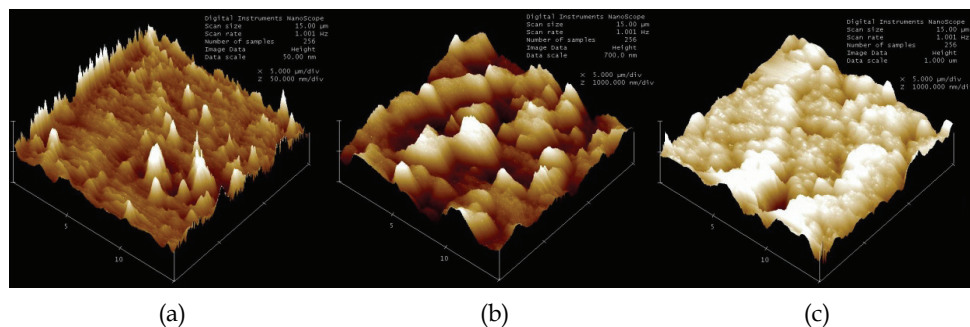 Digital Instruments NanoScope
Scan size 15.00 µm
Scan rate 1.001 Hz
Number of samples 256
Image Data Height
Data scale 50.00 nm
X 5.000 µm/div
Z 50.000 nm/div
5
10
(a)
Digital Instruments NanoScope
Scan size 15.00 µm
Scan rate 1.001 Hz
Number of samples 256
Image Data Height
Data scale 700.0 nm
X 5.000 µm/div
Z 1000.000 nm/div
5
10
(b)
Digital Instruments NanoScope
Scan size 15.00 µm
Scan rate 1.001 Hz
Number of samples 256
Image Data Height
Data scale 1.000 um
X 5.000 µm/div
Z 1000.000 nm/div
5
10
(c)